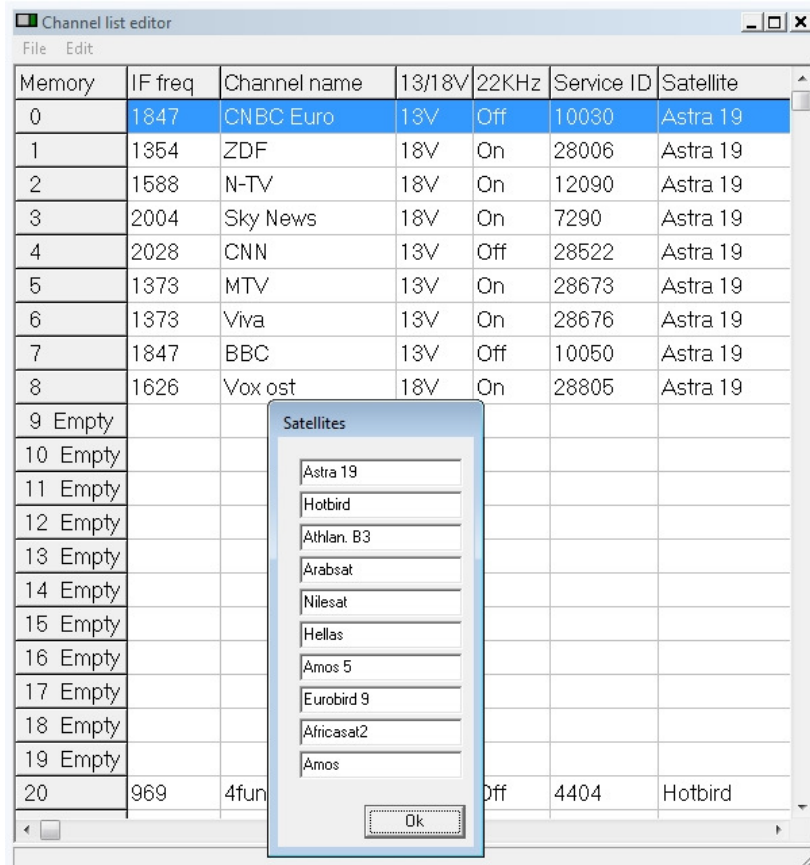 Channel list editor
File Edit
Memory IF freq Channel name 13/18V 22KHz Service ID Satellite
0 1847 CNBC Euro 13V Off 10030 Astra 19
1 1354 ZDF 18V On 28006 Astra 19
2 1588 N-TV 18V On 12090 Astra 19
3 2004 Sky News 18V On 7290 Astra 19
4 2028 CNN 13V Off 28522 Astra 19
5 1373 MTV 13V On 28673 Astra 19
6 1373 Viva 13V On 28676 Astra 19
7 1847 BBC 13V Off 10050 Astra 19
8 1626 Vox ost 18V On 28805 Astra 19
9 Empty
10 Empty
11 Empty
12 Empty
13 Empty
14 Empty
15 Empty
16 Empty
17 Empty
18 Empty
19 Empty
20 969 4fun Off 4404 Hotbird
Satellites
Astra 19
Hotbird
Athlan. B3
Arabsat
Nilesat
Hellas
Amos 5
Eurobird 9
Africasat2
Amos
Ok